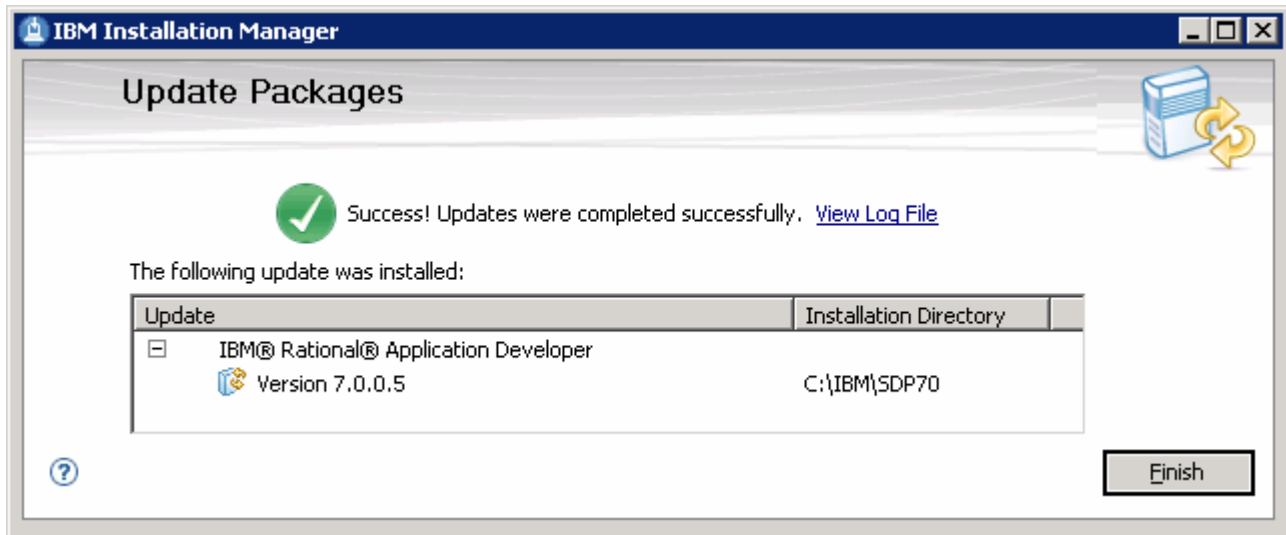 IBM Installation Manager
Update Packages
Success! Updates were completed successfully. View Log File
The following update was installed:
Update Installation Directory
IBM® Rational® Application Developer
Version 7.0.0.5 C:\IBM\SDP70
?
Finish